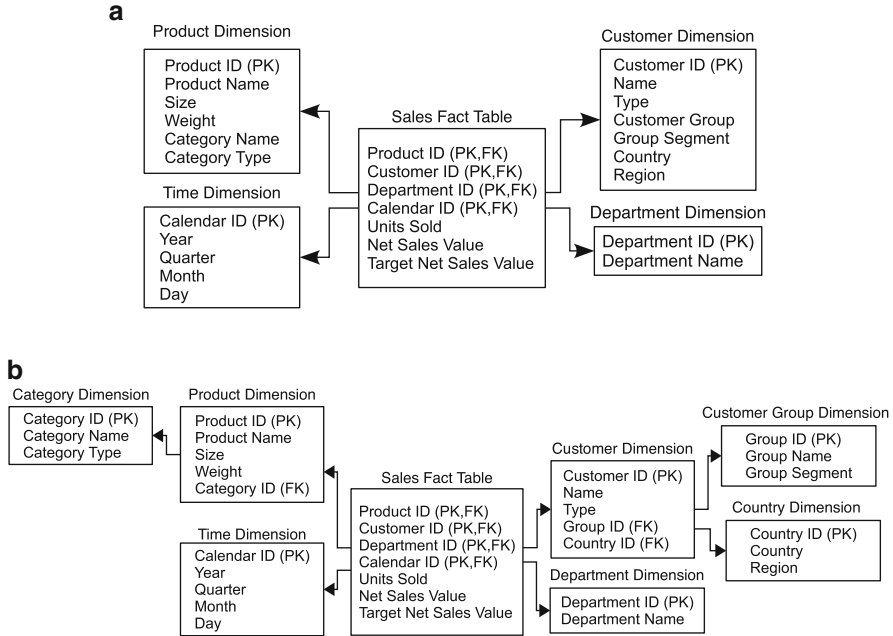 a
Product Dimension
Product ID (PK)
Product Name
Size
Weight
Category Name
Category Type
Time Dimension
Calendar ID (PK)
Year
Quarter
Month
Day
Sales Fact Table
Product ID (PK,FK)
Customer ID (PK,FK)
Department ID (PK,FK)
Calendar ID (PK,FK)
Units Sold
Net Sales Value
Target Net Sales Value
Customer Dimension
Customer ID (PK)
Name
Type
Customer Group
Group Segment
Country
Region
Department Dimension
Department ID (PK)
Department Name
b
Category Dimension
Category ID (PK)
Category Name
Category Type
Product Dimension
Product ID (PK)
Product Name
Size
Weight
Category ID (FK)
Time Dimension
Calendar ID (PK)
Year
Quarter
Month
Day
Sales Fact Table
Product ID (PK,FK)
Customer ID (PK,FK)
Department ID (PK,FK)
Calendar ID (PK,FK)
Units Sold
Net Sales Value
Target Net Sales Value
Customer Dimension
Customer ID (PK)
Name
Type
Group ID (FK)
Country ID (FK)
Department Dimension
Department ID (PK)
Department Name
Customer Group Dimension
Group ID (PK)
Group Name
Group Segment
Country Dimension
Country ID (PK)
Country
Region